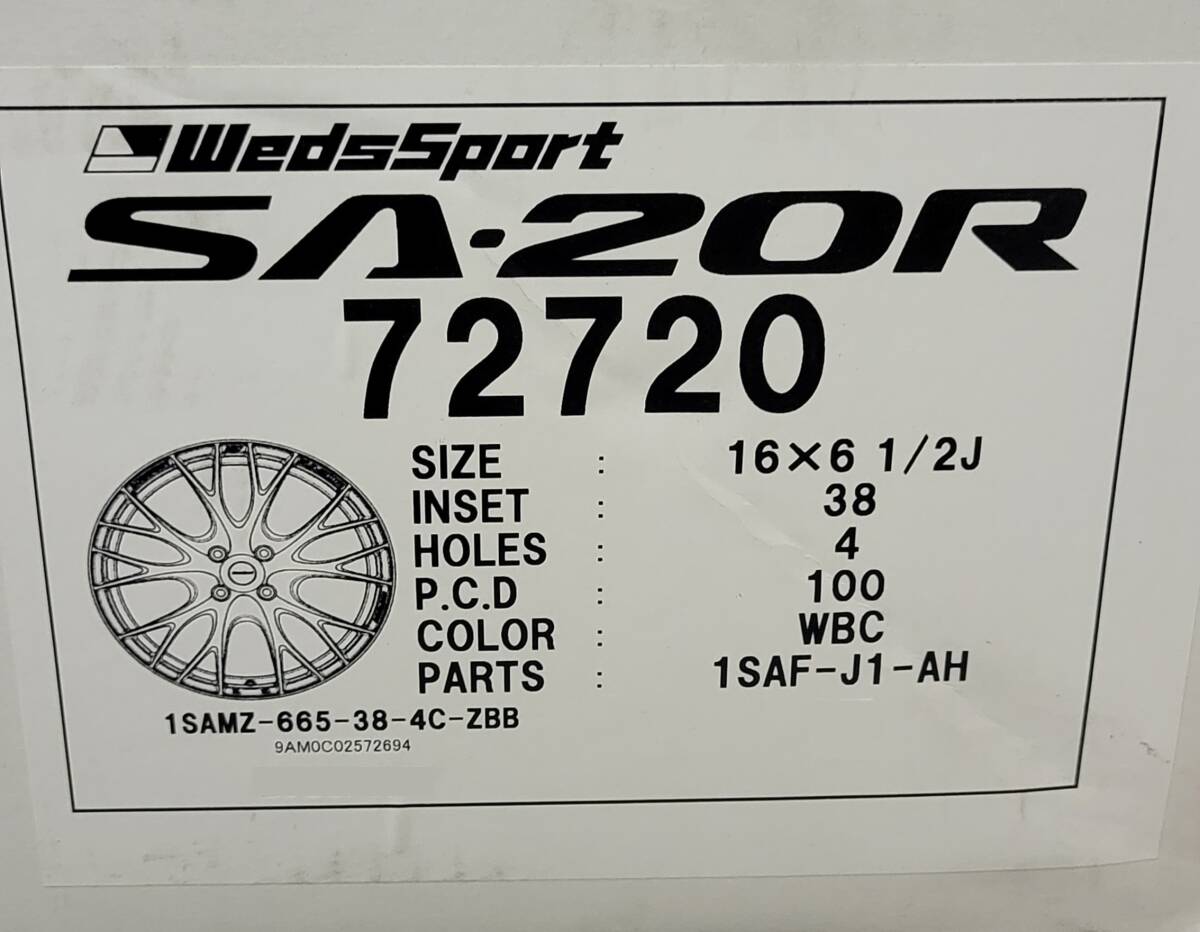 WedsSport
SA-20R
72720
SIZE : 16×6 1/2J
INSET : 38
HOLES : 4
P.C.D : 100
COLOR : WBC
PARTS : 1SAF-J1-AH
1SAMZ-665-38-4C-ZBB
9AM0C02572694